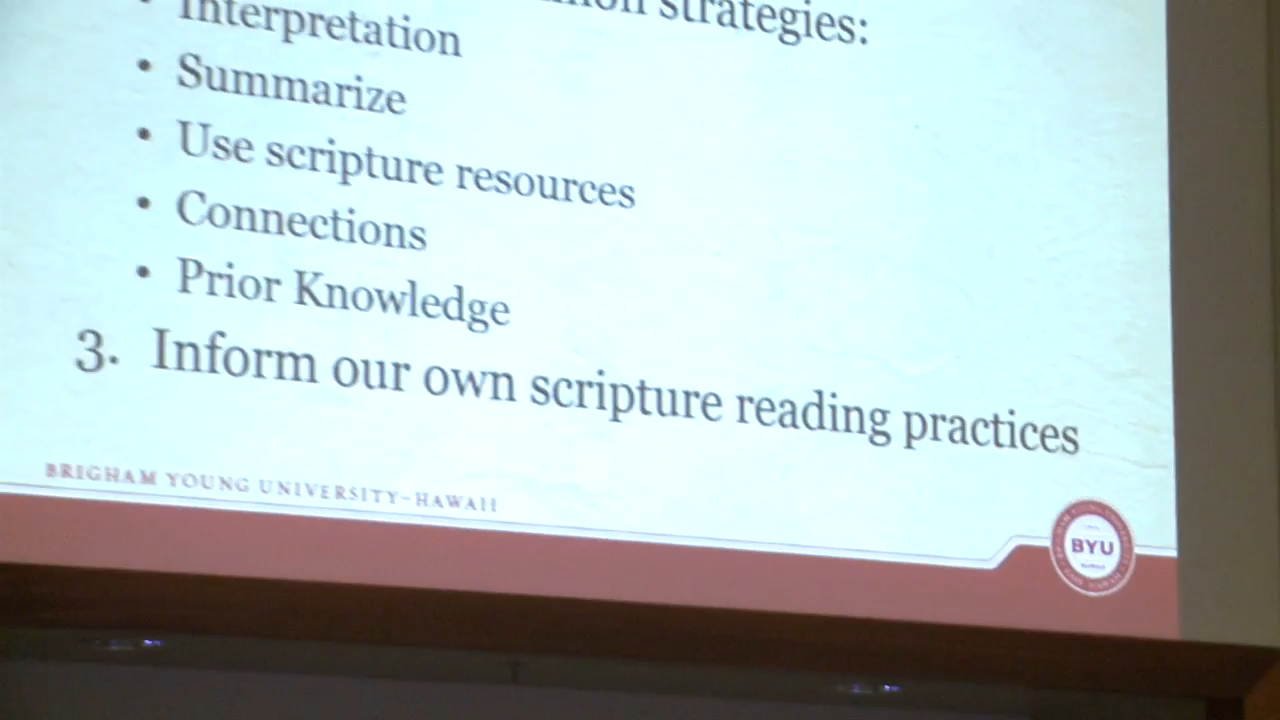 strategies:
• Interpretation
• Summarize
• Use scripture resources
• Connections
• Prior Knowledge
3. Inform our own scripture reading practices
BRIGHAM YOUNG UNIVERSITY–HAWAII
BYU